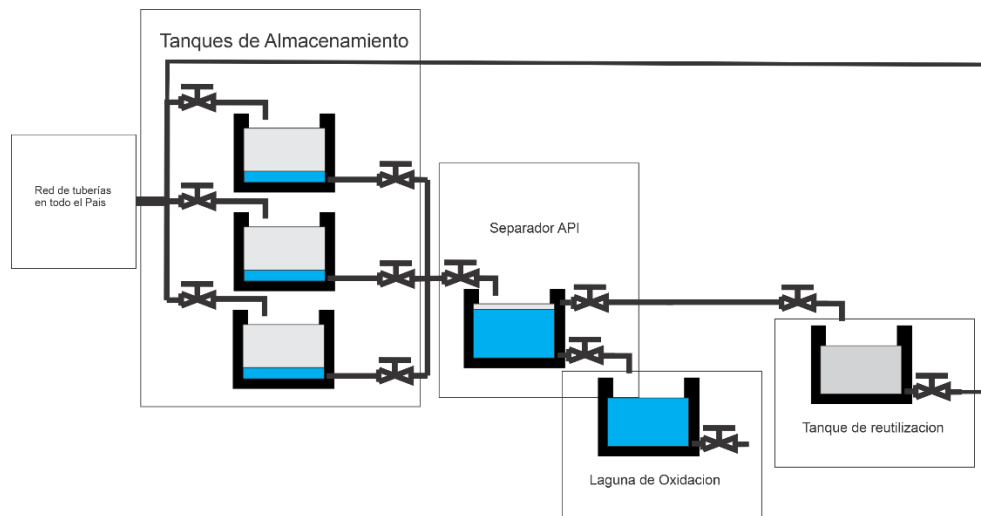 Tanques de Almacenamiento
Red de tuberías
en todo el Pais
Separador API
Tanque de reutilizacion
Laguna de Oxidacion